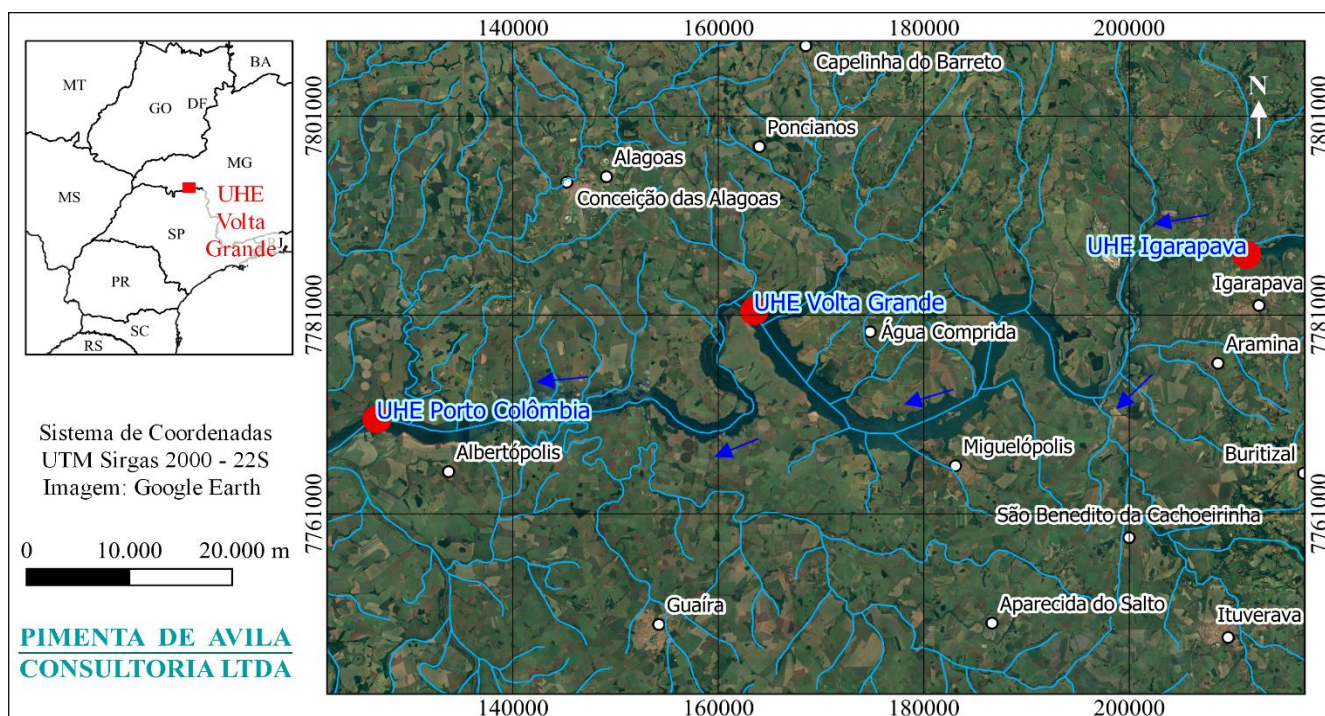 MT
BA
GO
DF
MG
MS
UHE
Volta
Grande
SP
RJ
PR
SC
RS
Sistema de Coordenadas
UTM Sirgas 2000 - 22S
Imagem: Google Earth
0 10.000 20.000 m
PIMENTA DE AVILA
CONSULTORIA LTDA
140000 160000 180000 200000
Capelinha do Barreto
N
7801000 7801000
Poncianos
Alagoas
Conceição das Alagoas
UHE Igarapava
Igarapava
UHE Volta Grande
7781000 7781000
Água Comprida
Aramina
UHE Porto Colômbia
Albertópolis
Miguelópolis
Buritizal
7761000 7761000
São Benedito da Cachoeirinha
Guaíra
Aparecida do Salto
Ituverava
140000 160000 180000 200000